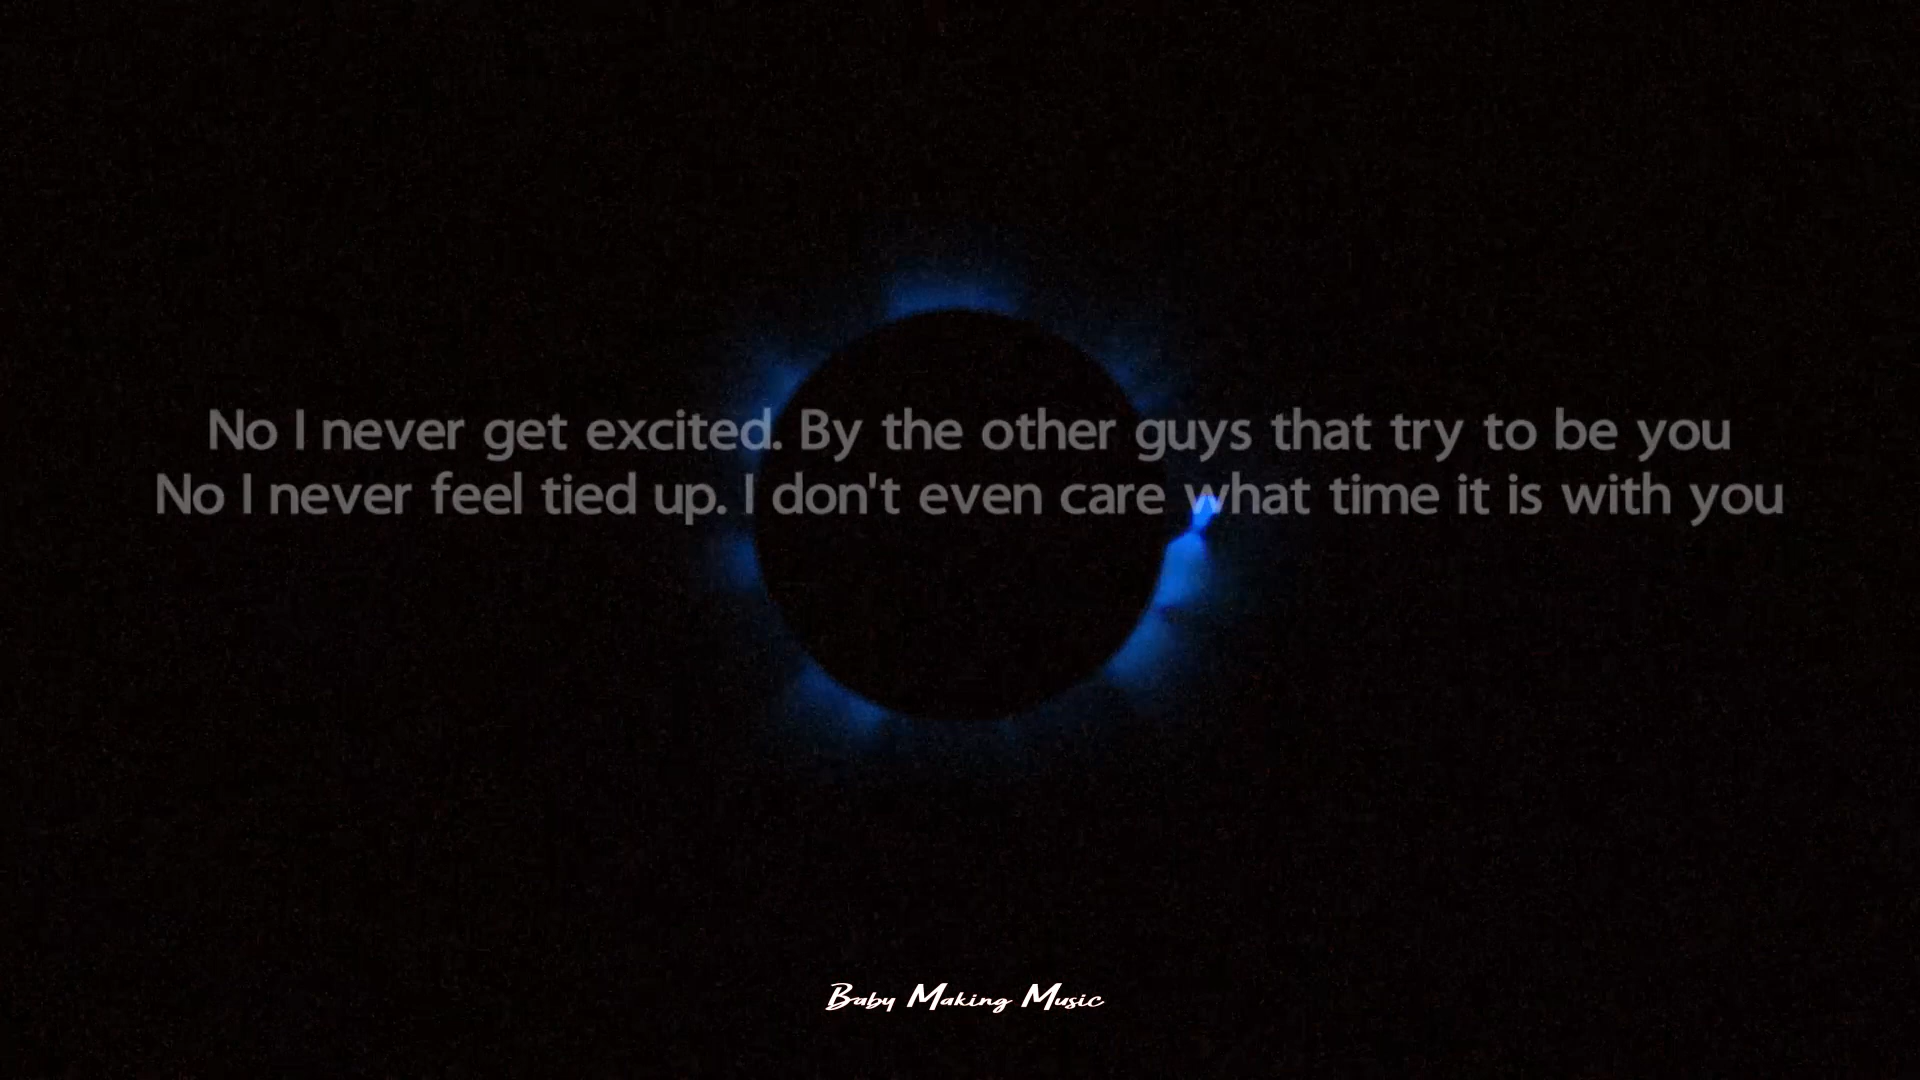 No I never get excited. By the other guys that try to be you
No I never feel tied up. I don't even care what time it is with you
Baby Making Music